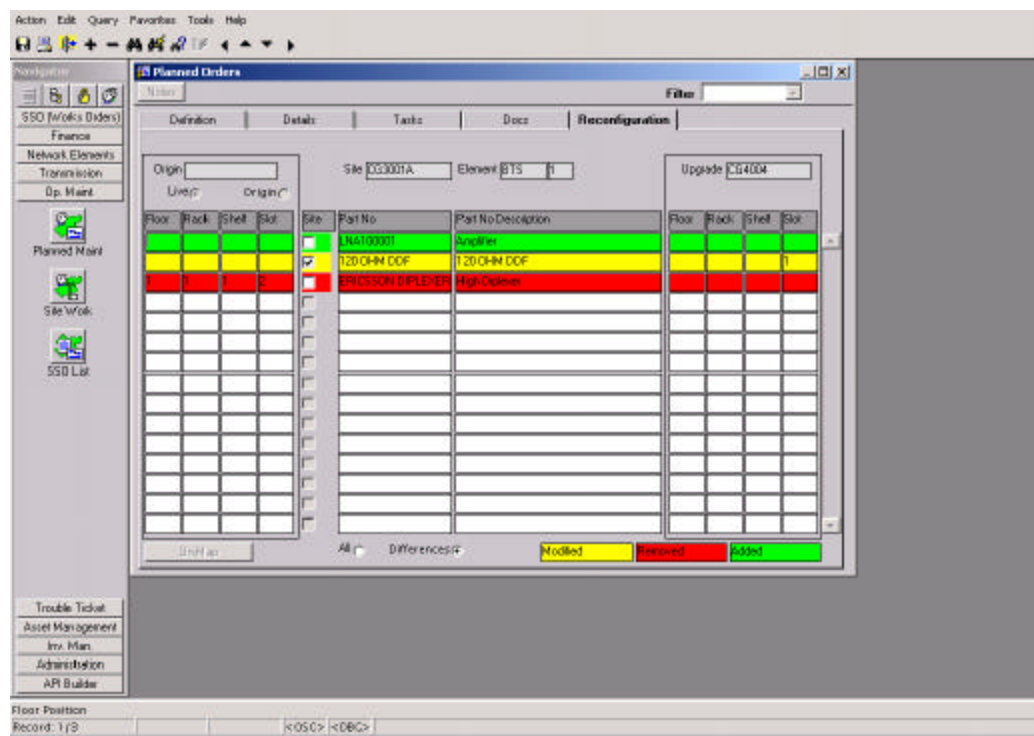 Action Edit Query Favorites Tools Help
Navigator
Planned Orders
Notes
Filter
SSO (Works Orders)
Finance
Network Elements
Transmission
Op. Maint
Planned Maint
Site Work
SSO List
Definition Details Tasks Docs Reconfiguration
Origin Site CG3001A Element BTS 1 Upgrade CG4004
Live Origin
Floor Rack Shelf Slot Site Part No Part No Description Floor Rack Shelf Slot
LNA100001 Amplifier
120 OHM DDF 120 OHM DDF 1
1 1 1 2 ERICSSON DIPLEXER High Diplexer
All Differences Modified Removed Added
Trouble Ticket
Asset Management
Inv. Man.
Administration
API Builder
Floor Position
Record: 1/3 <OSC> <DBG>